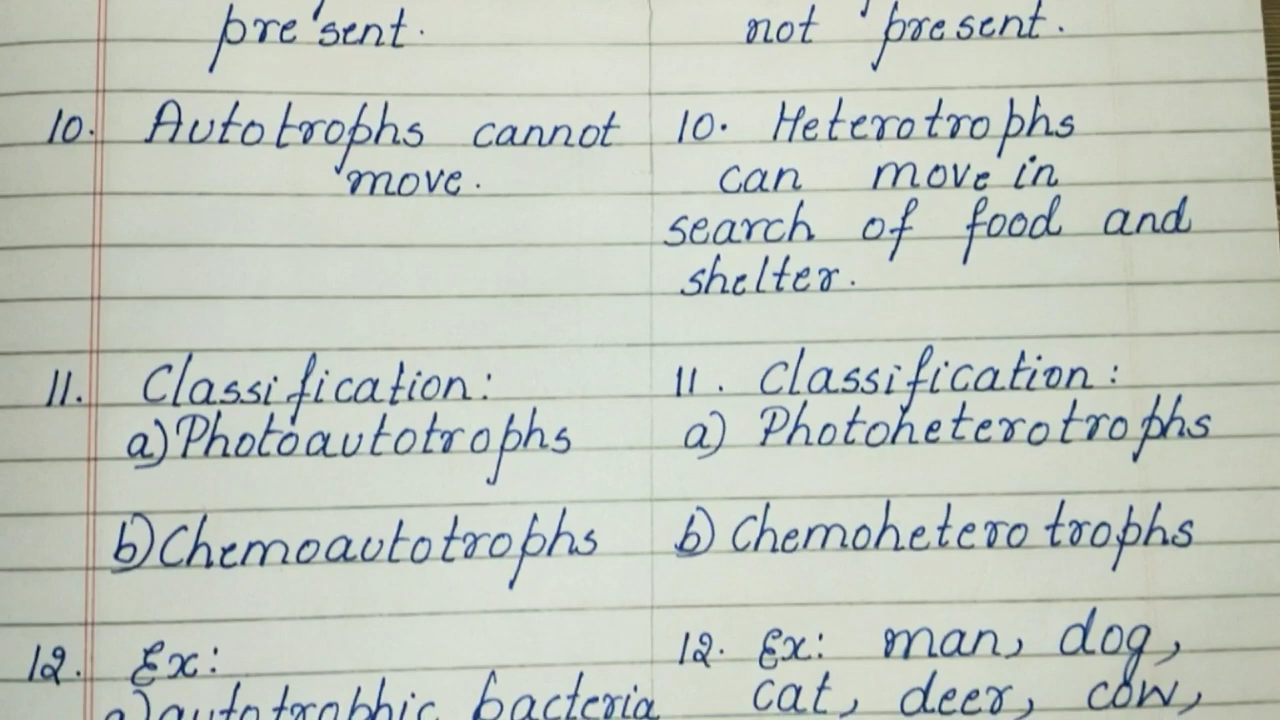 present.
not present.
10. Autotrophs cannot
move.
10. Heterotrophs
can move in
search of food and
shelter.
11. Classification:
a) Photoautotrophs
b) Chemoautotrophs
11. Classification:
a) Photoheterotrophs
b) Chemoheterotrophs
12. Ex:
a) autotrophic bacteria
12. Ex: man, dog,
cat, deer, cow,